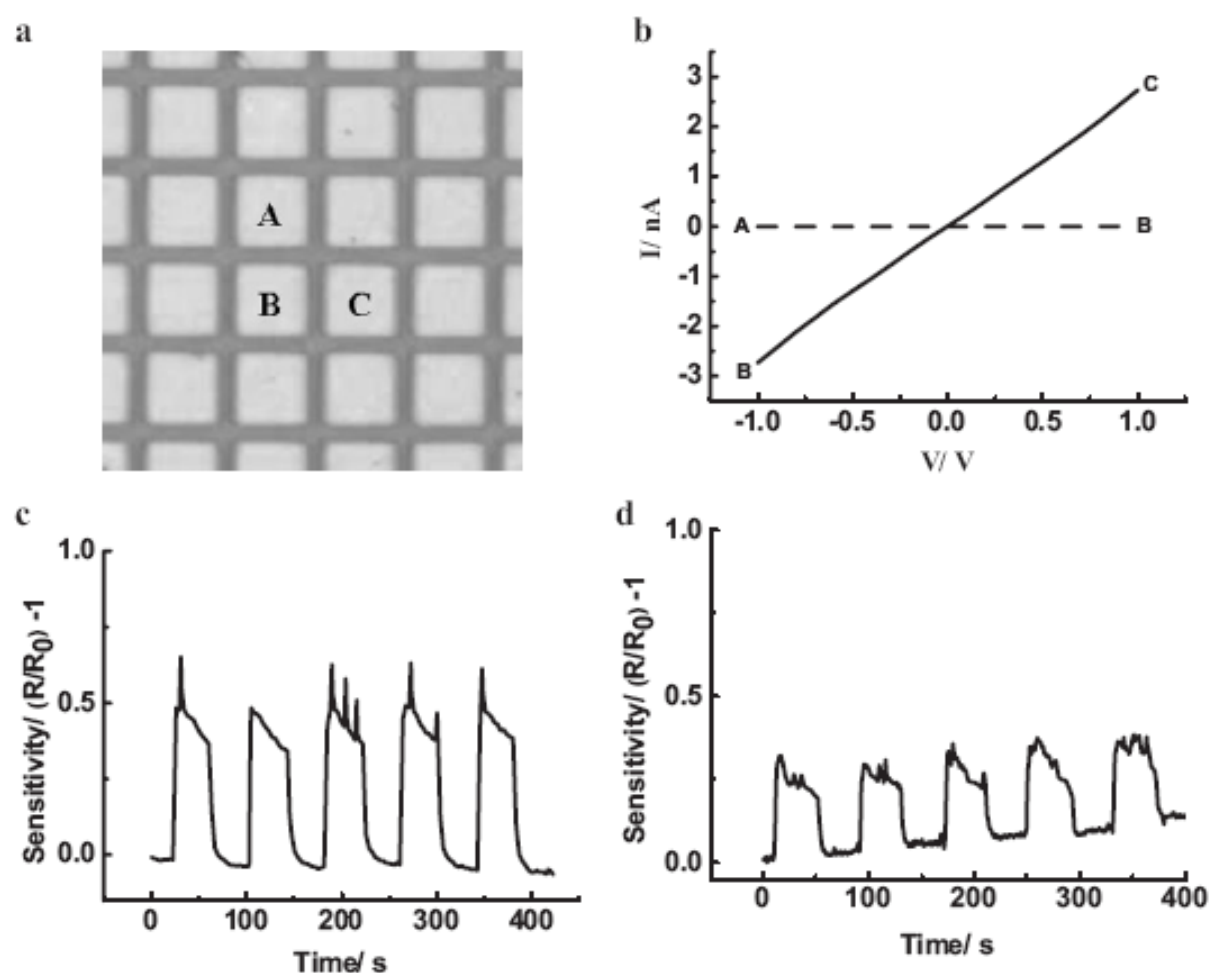 a
A
B C
b
I/ nA
3
2
1
0
-1
-2
-3
A
B
B
C
-1.0 -0.5 0.0 0.5 1.0
V/ V
c
Sensitivity/ (R/R0) -1
1.0
0.5
0.0
0 100 200 300 400
Time/ s
d
Sensitivity/ (R/R0) -1
1.0
0.5
0.0
0 100 200 300 400
Time/ s